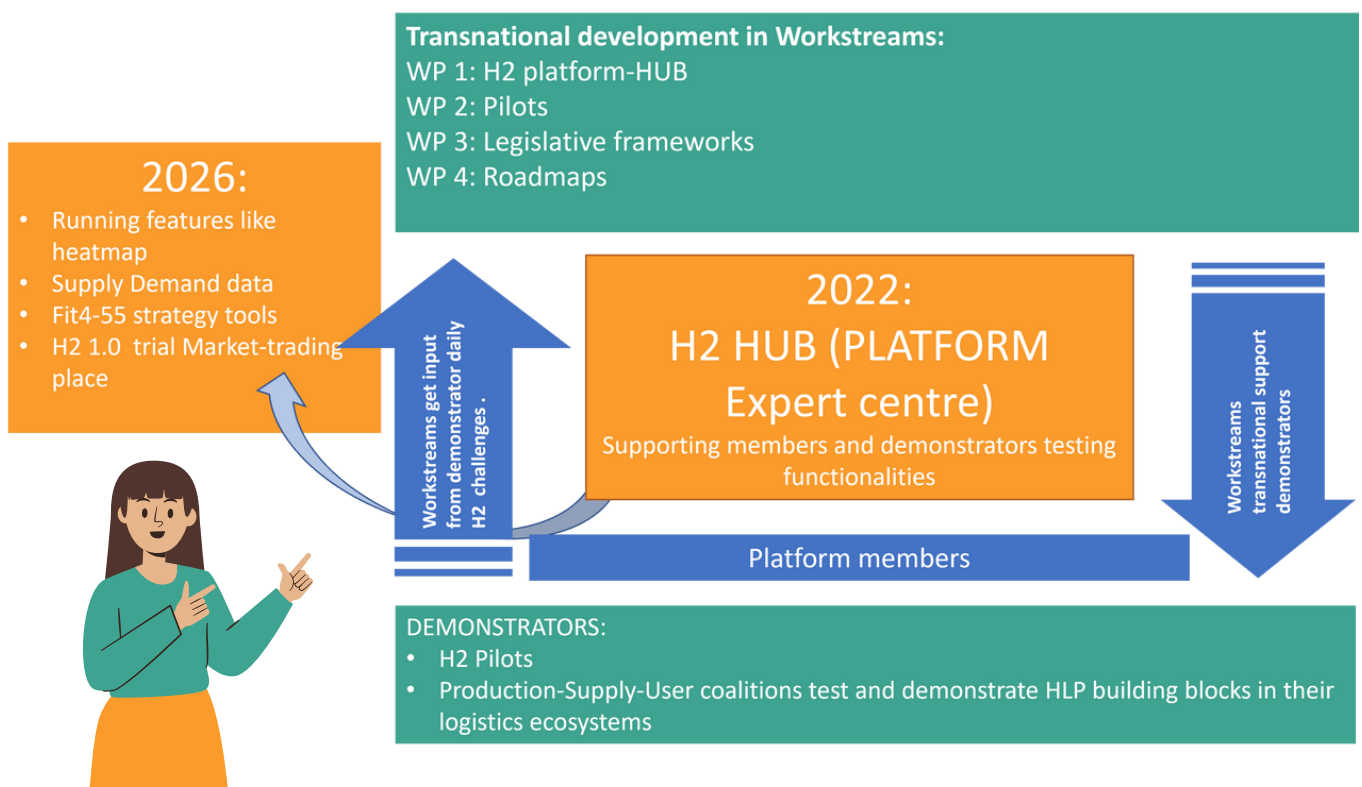 Transnational development in Workstreams:
WP 1: H2 platform-HUB
WP 2: Pilots
WP 3: Legislative frameworks
WP 4: Roadmaps
2026:
• Running features like
heatmap
• Supply Demand data
• Fit4-55 strategy tools
• H2 1.0 trial Market-trading
place
Workstreams get input
from demonstrator daily
H2 challenges .
2022:
H2 HUB (PLATFORM
Expert centre)
Supporting members and demonstrators testing
functionalities
Workstreams
transnational support
demonstrators
Platform members
DEMONSTRATORS:
• H2 Pilots
• Production-Supply-User coalitions test and demonstrate HLP building blocks in their
logistics ecosystems